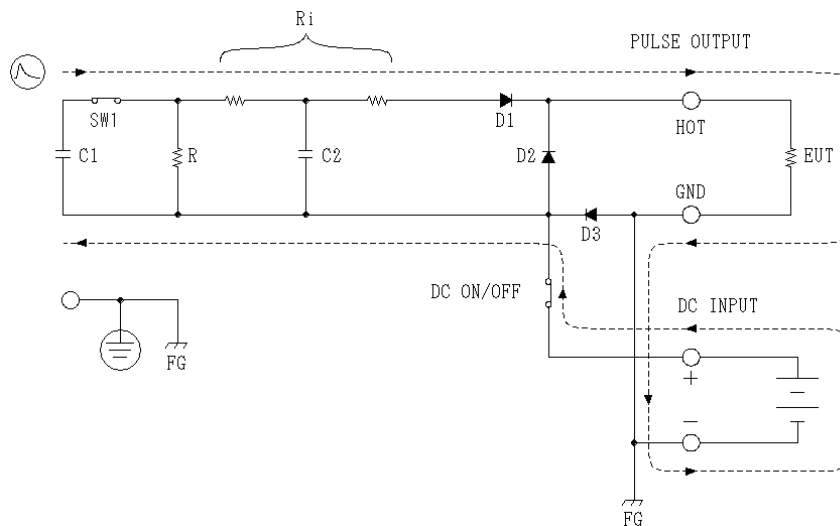 Ri
PULSE OUTPUT
SW1
D1
HOT
C1
R
C2
D2
EUT
GND
D3
DC ON/OFF
DC INPUT
FG
+
−
FG